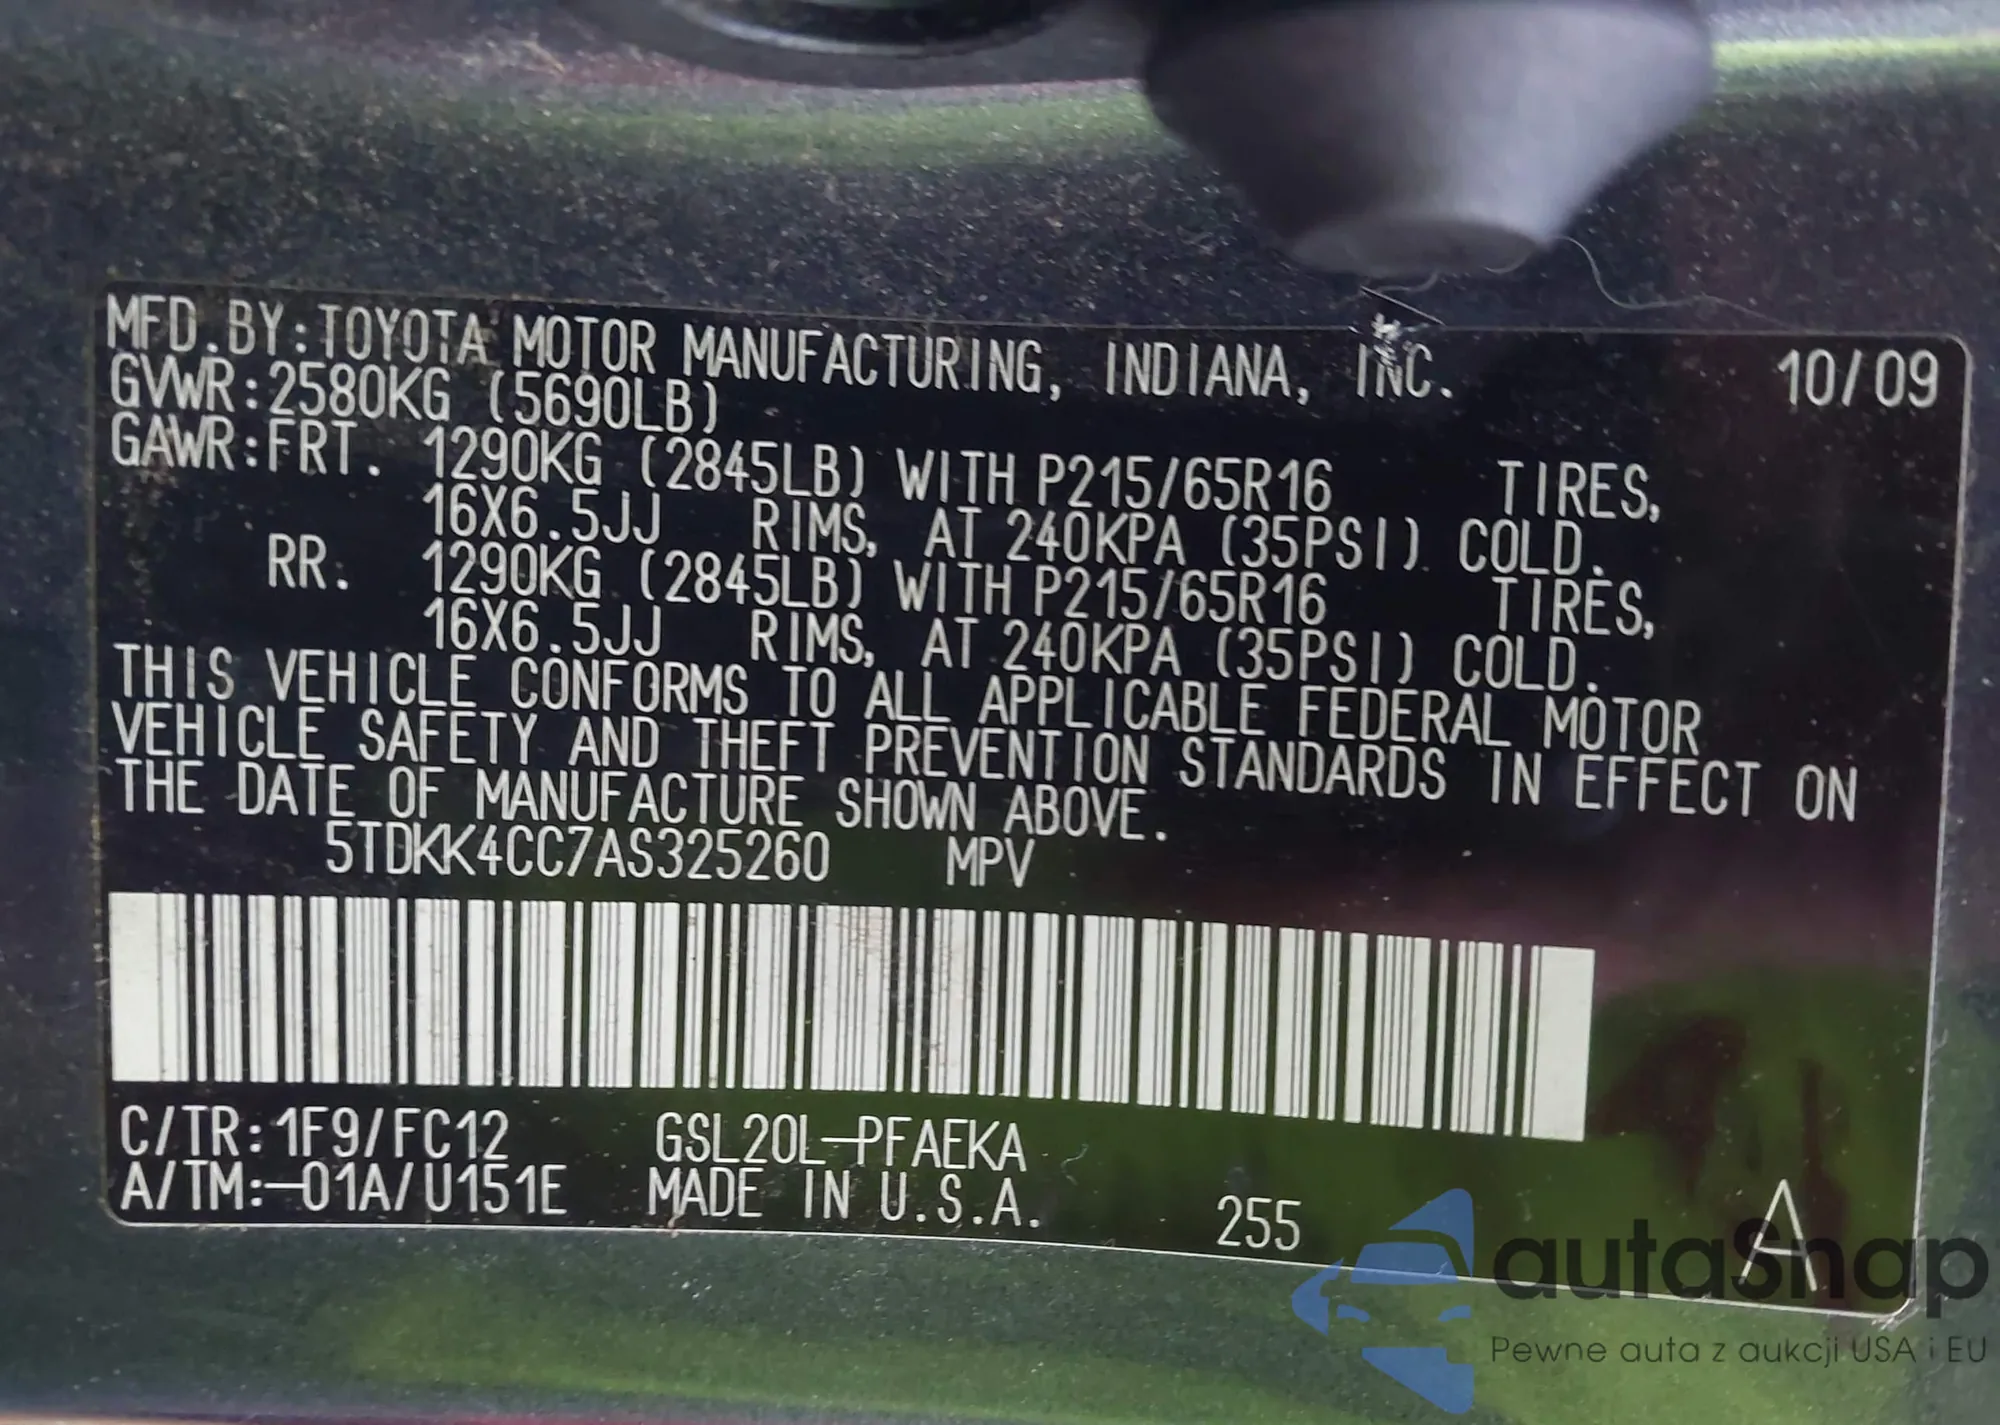 MFD.BY:TOYOTA MOTOR MANUFACTURING, INDIANA, INC. 10/09
GVWR:2580KG (5690LB)
GAWR:FRT. 1290KG (2845LB) WITH P215/65R16 TIRES,
16X6.5JJ RIMS, AT 240KPA (35PSI) COLD.
RR. 1290KG (2845LB) WITH P215/65R16 TIRES,
16X6.5JJ RIMS, AT 240KPA (35PSI) COLD.
THIS VEHICLE CONFORMS TO ALL APPLICABLE FEDERAL MOTOR
VEHICLE SAFETY AND THEFT PREVENTION STANDARDS IN EFFECT ON
THE DATE OF MANUFACTURE SHOWN ABOVE.
5TDKK4CC7AS325260 MPV
C/TR:1F9/FC12 GSL20L-PFAEKA
A/TM:-01A/U151E MADE IN U.S.A. 255 A
autaSnap
Pewne auta z aukcji USA i EU